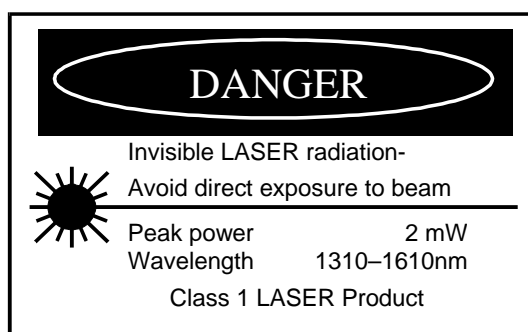 DANGER
Invisible LASER radiation-
Avoid direct exposure to beam
Peak power 2 mW
Wavelength 1310–1610nm
Class 1 LASER Product